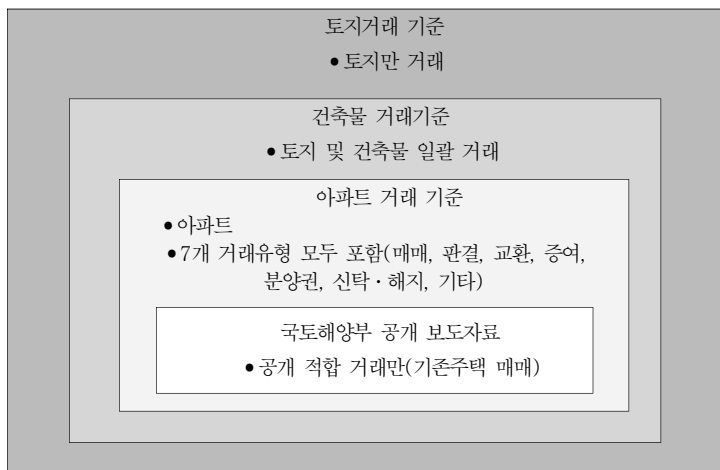 토지거래 기준
●토지만 거래
건축물 거래기준
●토지 및 건축물 일괄 거래
아파트 거래 기준
●아파트
●7개 거래유형 모두 포함(매매, 판결, 교환, 증여,
분양권, 신탁・해지, 기타)
국토해양부 공개 보도자료
●공개 적합 거래만(기존주택 매매)